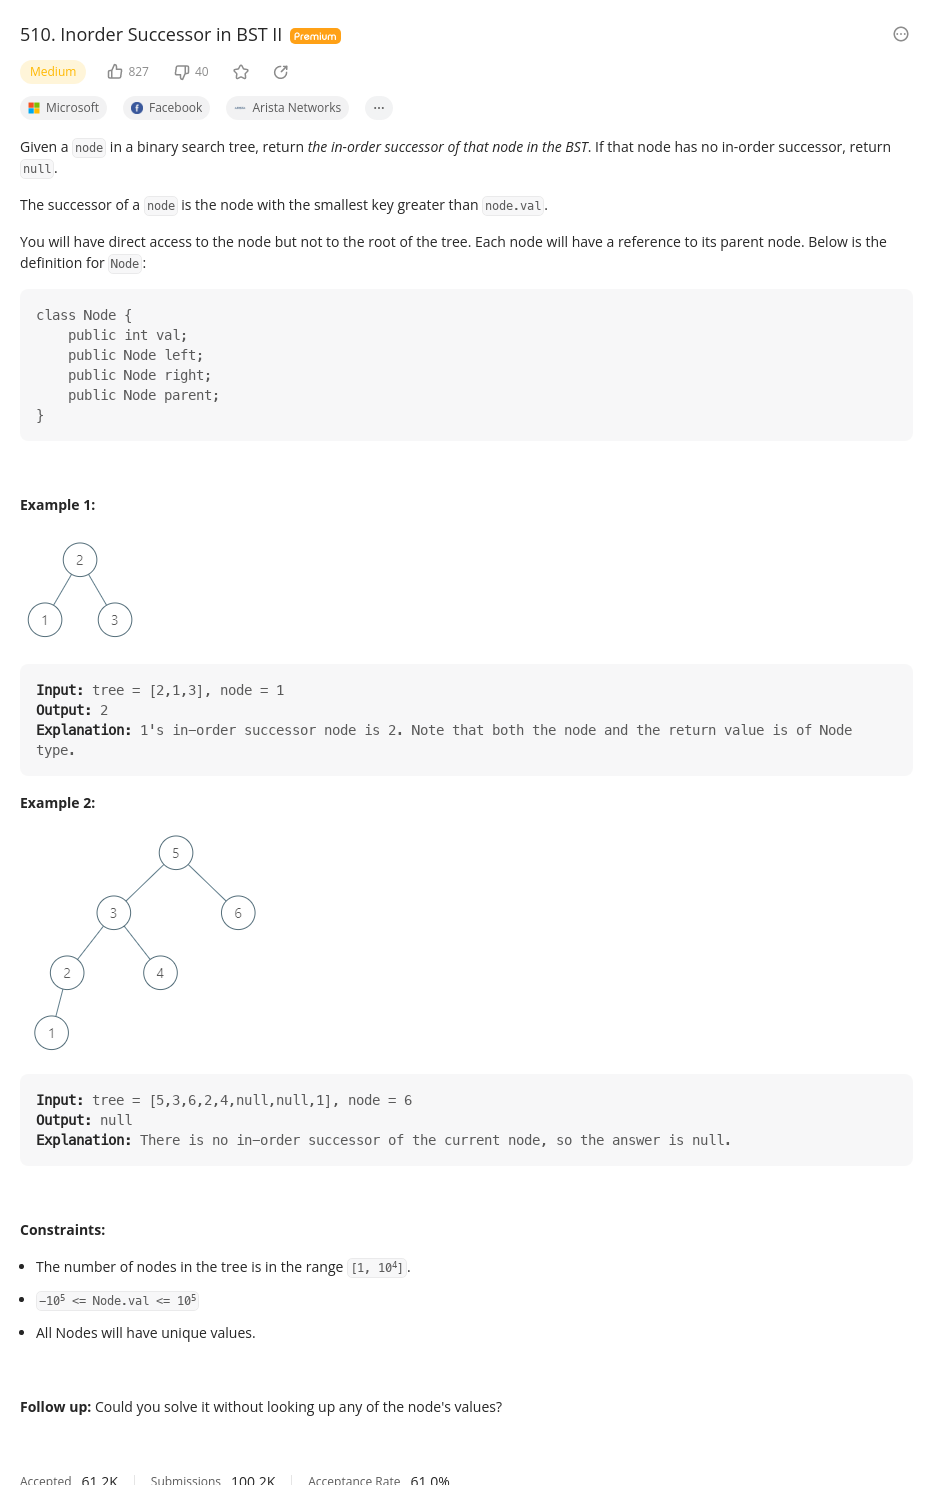 510. Inorder Successor in BST II Premium
Medium 827 40
Microsoft Facebook Arista Networks ...
Given a node in a binary search tree, return the in-order successor of that node in the BST. If that node has no in-order successor, return
null.
The successor of a node is the node with the smallest key greater than node.val.
You will have direct access to the node but not to the root of the tree. Each node will have a reference to its parent node. Below is the
definition for Node:
class Node {
    public int val;
    public Node left;
    public Node right;
    public Node parent;
}
Example 1:
2
1 3
Input: tree = [2,1,3], node = 1
Output: 2
Explanation: 1's in-order successor node is 2. Note that both the node and the return value is of Node
type.
Example 2:
5
3 6
2 4
1
Input: tree = [5,3,6,2,4,null,null,1], node = 6
Output: null
Explanation: There is no in-order successor of the current node, so the answer is null.
Constraints:
• The number of nodes in the tree is in the range [1, 10⁴].
• −10⁵ <= Node.val <= 10⁵
• All Nodes will have unique values.
Follow up: Could you solve it without looking up any of the node's values?
Accepted 61.2K Submissions 100.2K Acceptance Rate 61.0%